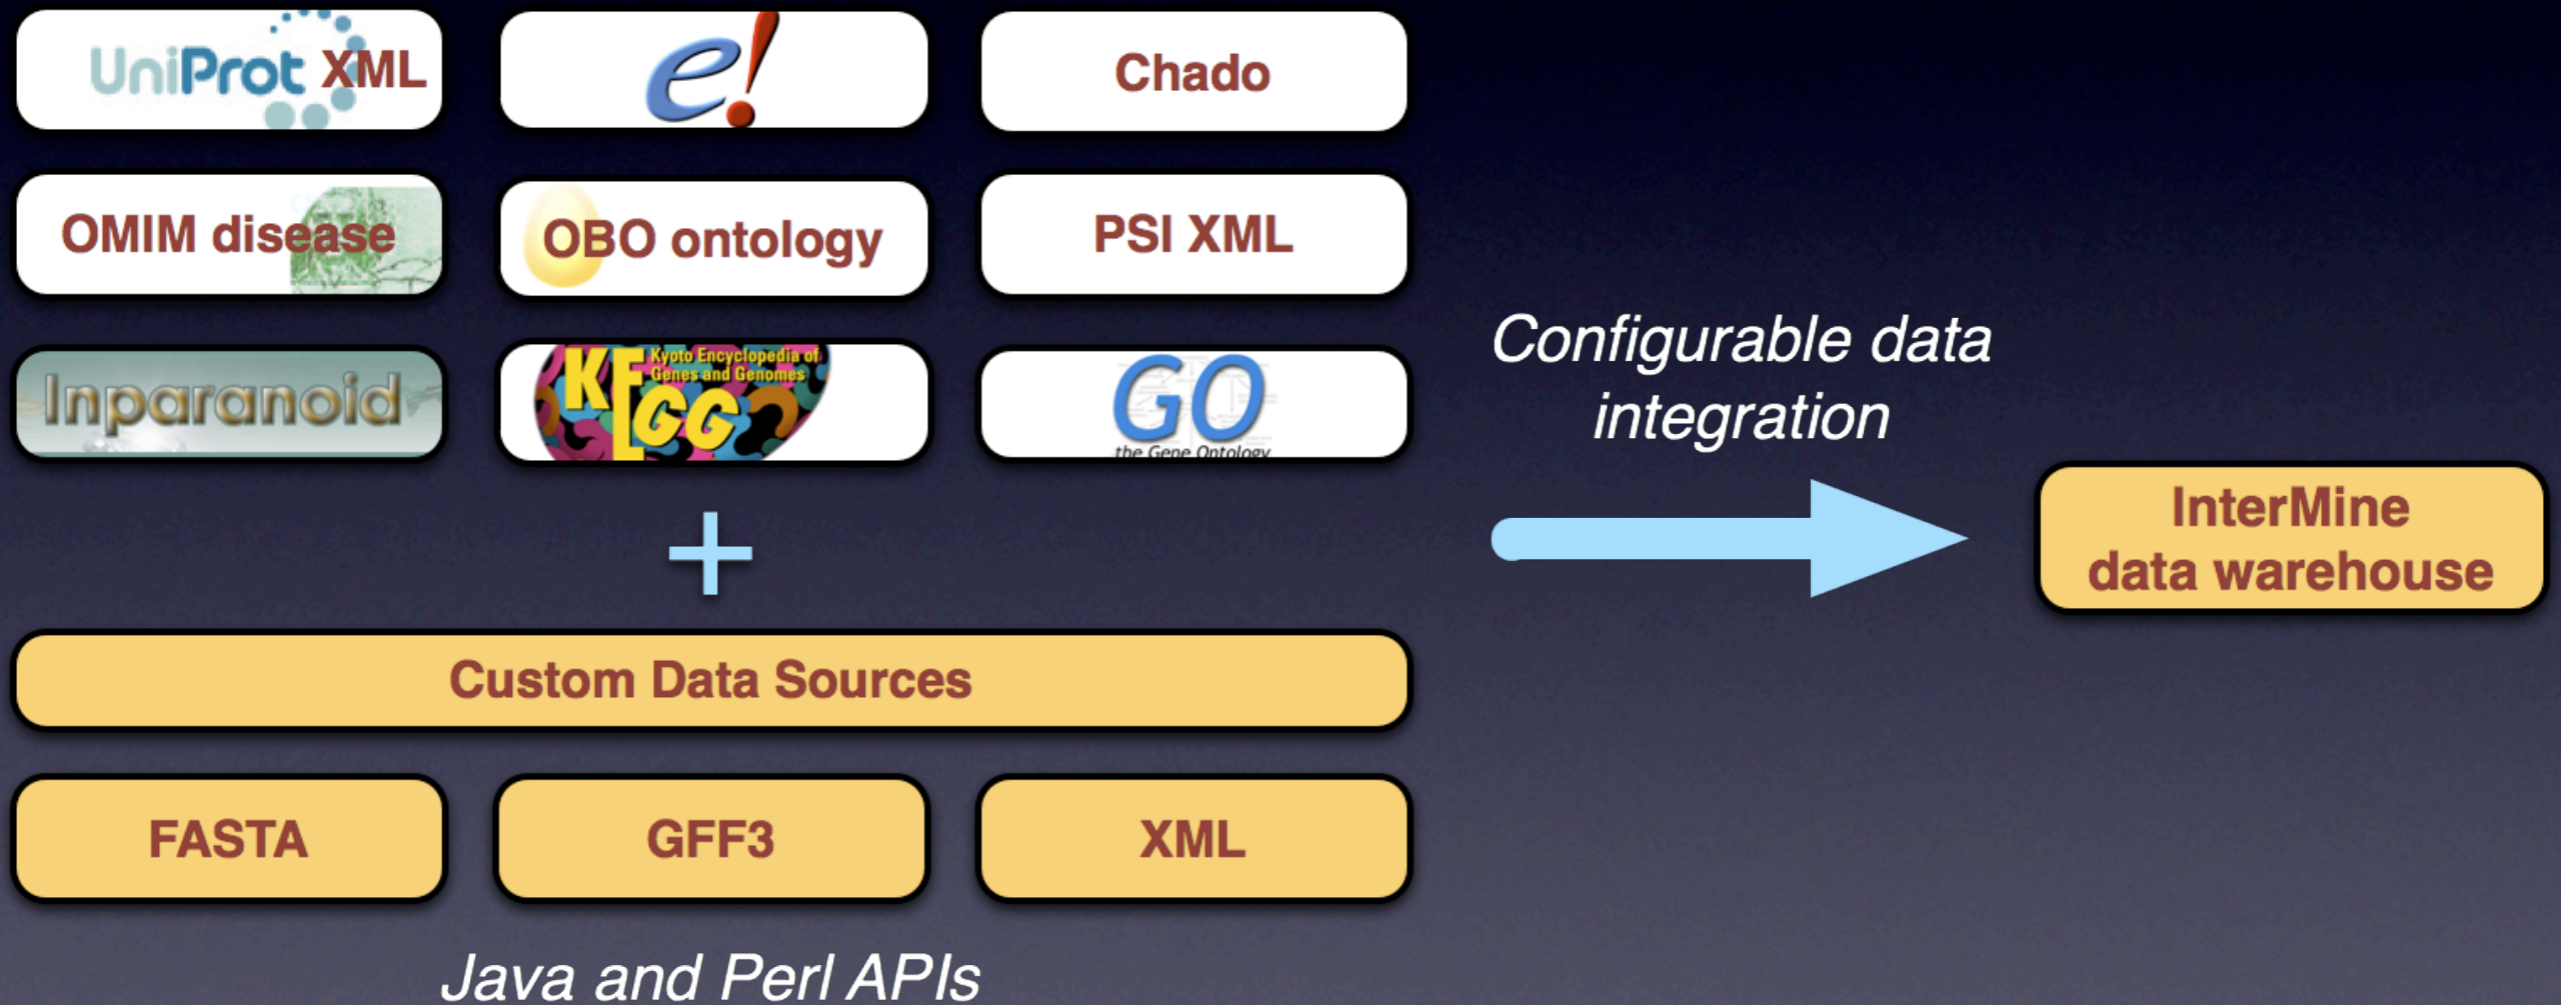 UniProt XML
e!
Chado
OMIM disease
OBO ontology
PSI XML
Inparanoid
KEGG
Kyoto Encyclopedia of
Genes and Genomes
GO
the Gene Ontology
Configurable data
integration
InterMine
data warehouse
+
Custom Data Sources
FASTA
GFF3
XML
Java and Perl APIs